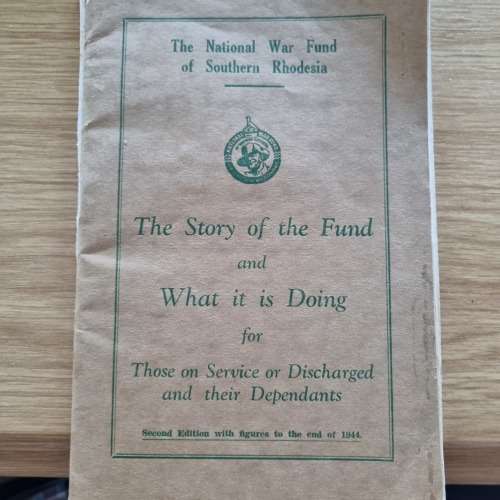 The National War Fund
of Southern Rhodesia
The Story of the Fund
and
What it is Doing
for
Those on Service or Discharged
and their Dependants
Second Edition with figures to the end of 1944.